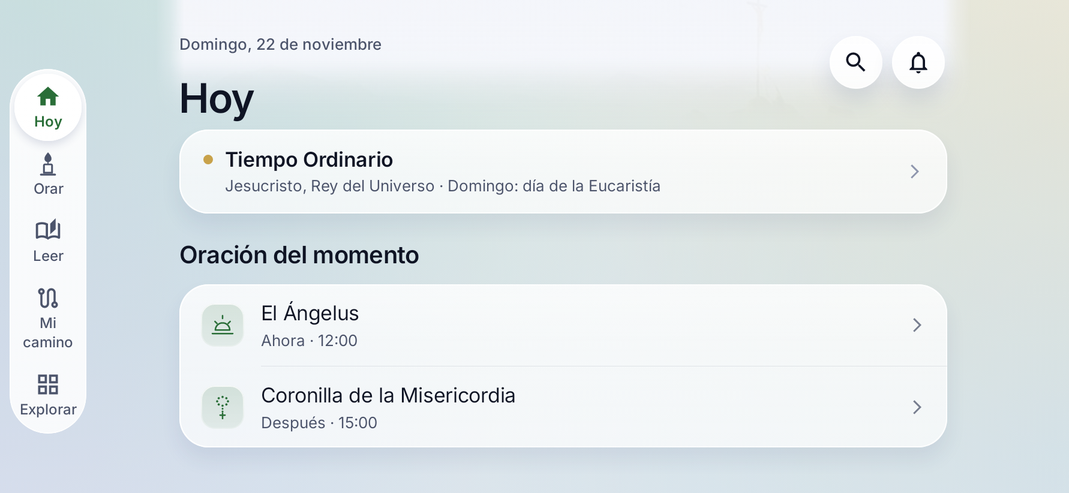 Domingo, 22 de noviembre
Hoy
Tiempo Ordinario
Jesucristo, Rey del Universo · Domingo: día de la Eucaristía
Oración del momento
El Ángelus
Ahora · 12:00
Coronilla de la Misericordia
Después · 15:00
Hoy
Orar
Leer
Mi
camino
Explorar